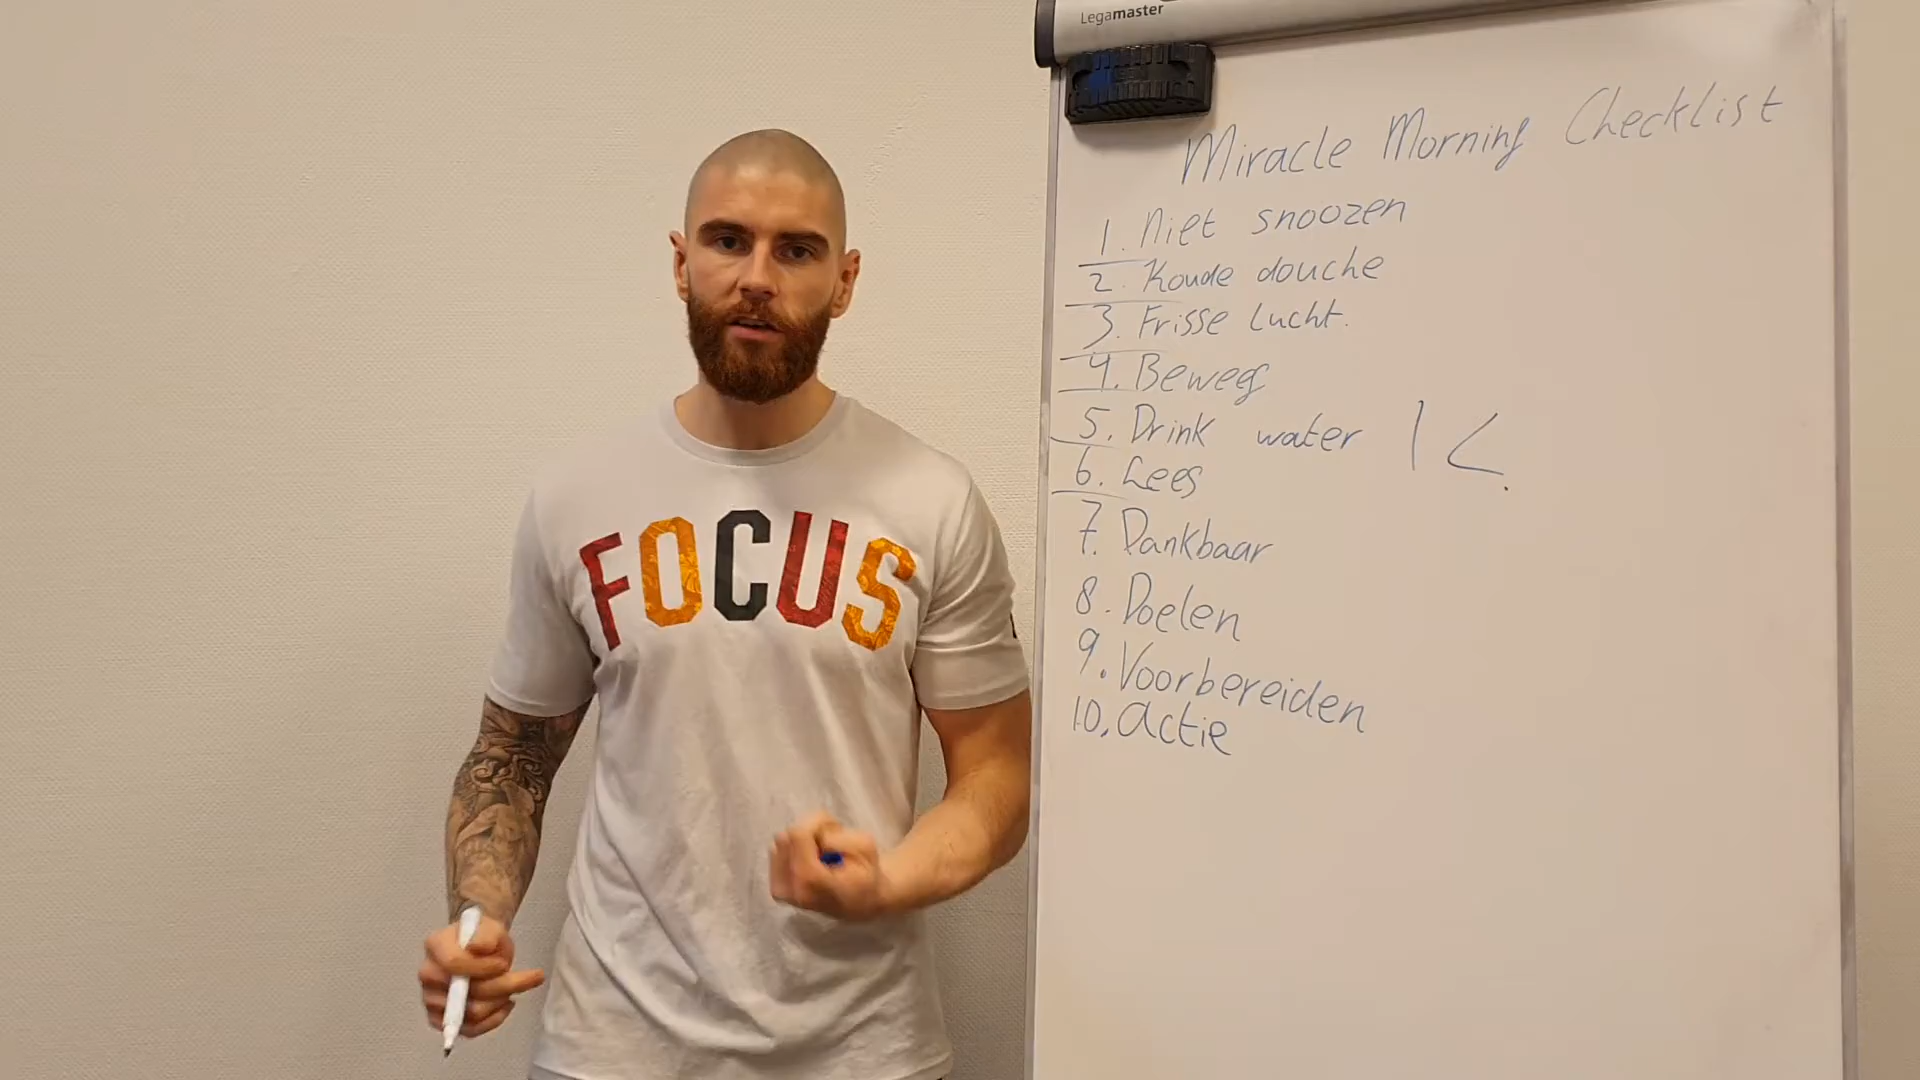 Legamaster
Miracle Morning Checklist
1. Niet snoozen
2. Koude douche
3. Frisse Lucht.
4. Beweeg
5. Drink water 1 L.
6. Lees
7. Dankbaar
8. Doelen
9. Voorbereiden
10. Actie
FOCUS